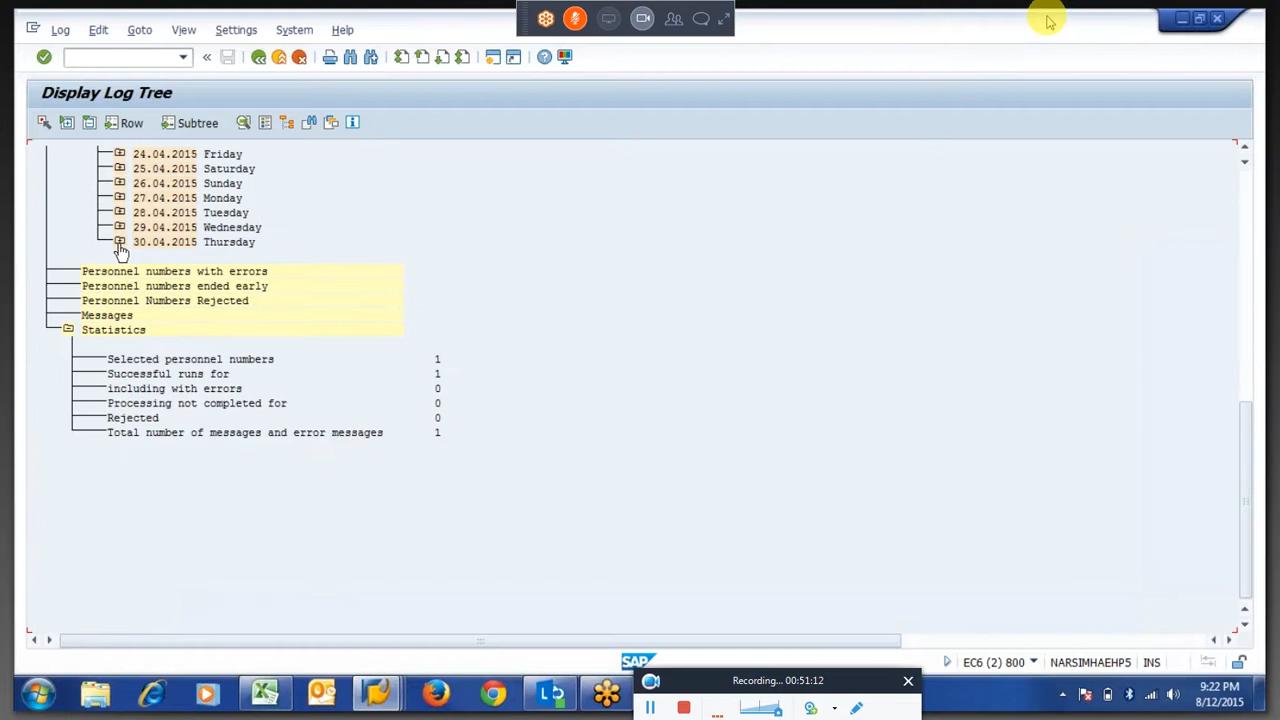 Log Edit Goto View Settings System Help
Display Log Tree
Row Subtree
24.04.2015 Friday
25.04.2015 Saturday
26.04.2015 Sunday
27.04.2015 Monday
28.04.2015 Tuesday
29.04.2015 Wednesday
30.04.2015 Thursday
Personnel numbers with errors
Personnel numbers ended early
Personnel Numbers Rejected
Messages
Statistics
Selected personnel numbers 1
Successful runs for 1
including with errors 0
Processing not completed for 0
Rejected 0
Total number of messages and error messages 1
SAP EC6 (2) 800 NARSIMHAEHP5 INS
Recording... 00:51:12
9:22 PM
8/12/2015